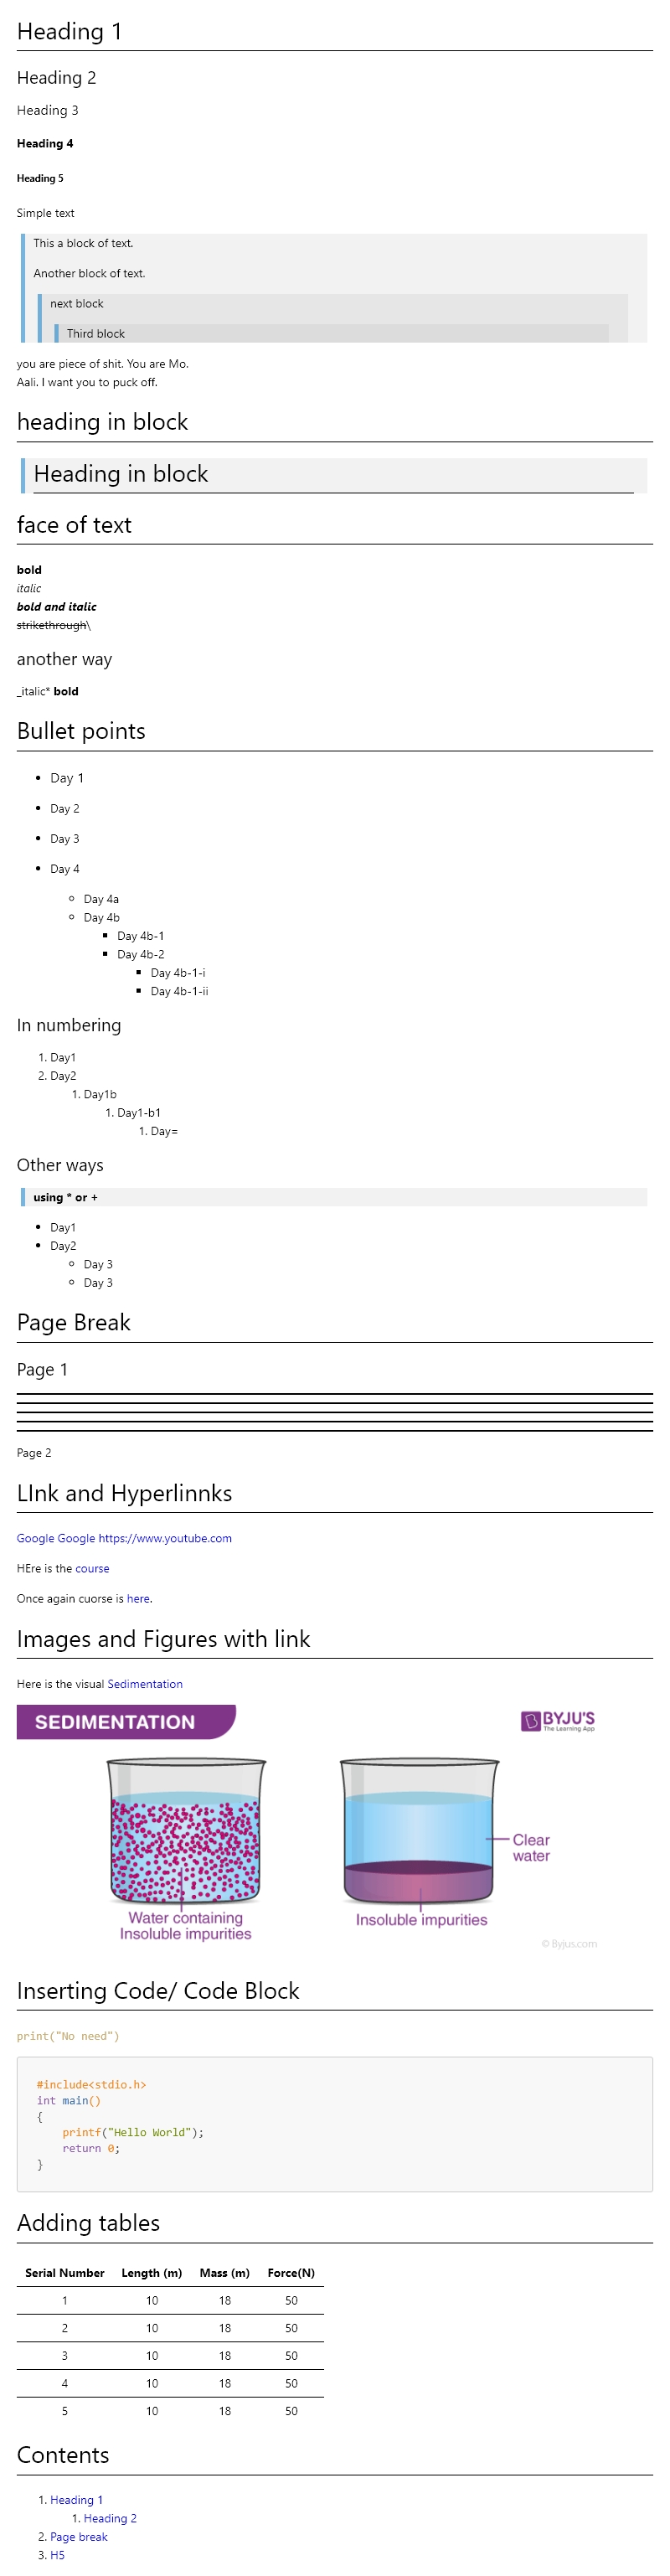 Heading 1
Heading 2
Heading 3
Heading 4
Heading 5
Simple text
This a block of text.
Another block of text.
next block
Third block
you are piece of shit. You are Mo.
Aali. I want you to puck off.
heading in block
Heading in block
face of text
bold
italic
bold and italic
strikethrough\
another way
_italic* bold
Bullet points
• Day 1
• Day 2
• Day 3
• Day 4
◦ Day 4a
◦ Day 4b
▪ Day 4b-1
▪ Day 4b-2
▪ Day 4b-1-i
▪ Day 4b-1-ii
In numbering
1. Day1
2. Day2
1. Day1b
1. Day1-b1
1. Day=
Other ways
using * or +
• Day1
• Day2
◦ Day 3
◦ Day 3
Page Break
Page 1
Page 2
LInk and Hyperlinnks
Google Google https://www.youtube.com
HEre is the course
Once again cuorse is here.
Images and Figures with link
Here is the visual Sedimentation
SEDIMENTATION
BYJU'S
The Learning App
Clear
water
Water containing
Insoluble impurities
Insoluble impurities
© Byjus.com
Inserting Code/ Code Block
print("No need")
#include<stdio.h>
int main()
{
    printf("Hello World");
    return 0;
}
Adding tables
Serial Number Length (m) Mass (m) Force(N)
1 10 18 50
2 10 18 50
3 10 18 50
4 10 18 50
5 10 18 50
Contents
1. Heading 1
1. Heading 2
2. Page break
3. H5